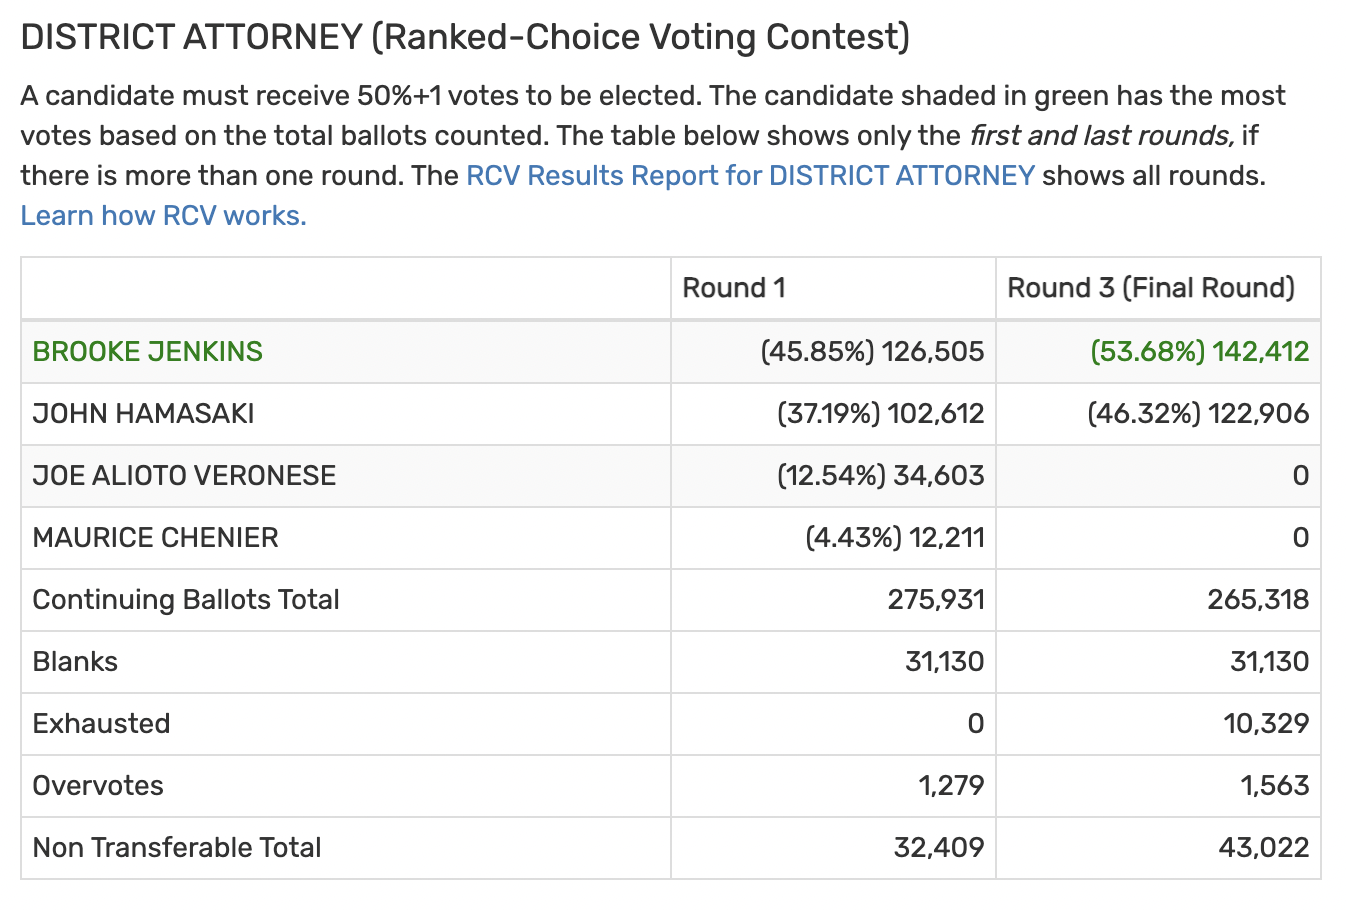 DISTRICT ATTORNEY (Ranked-Choice Voting Contest)
A candidate must receive 50%+1 votes to be elected. The candidate shaded in green has the most
votes based on the total ballots counted. The table below shows only the first and last rounds, if
there is more than one round. The RCV Results Report for DISTRICT ATTORNEY shows all rounds.
Learn how RCV works.
Round 1 Round 3 (Final Round)
BROOKE JENKINS (45.85%) 126,505 (53.68%) 142,412
JOHN HAMASAKI (37.19%) 102,612 (46.32%) 122,906
JOE ALIOTO VERONESE (12.54%) 34,603 0
MAURICE CHENIER (4.43%) 12,211 0
Continuing Ballots Total 275,931 265,318
Blanks 31,130 31,130
Exhausted 0 10,329
Overvotes 1,279 1,563
Non Transferable Total 32,409 43,022